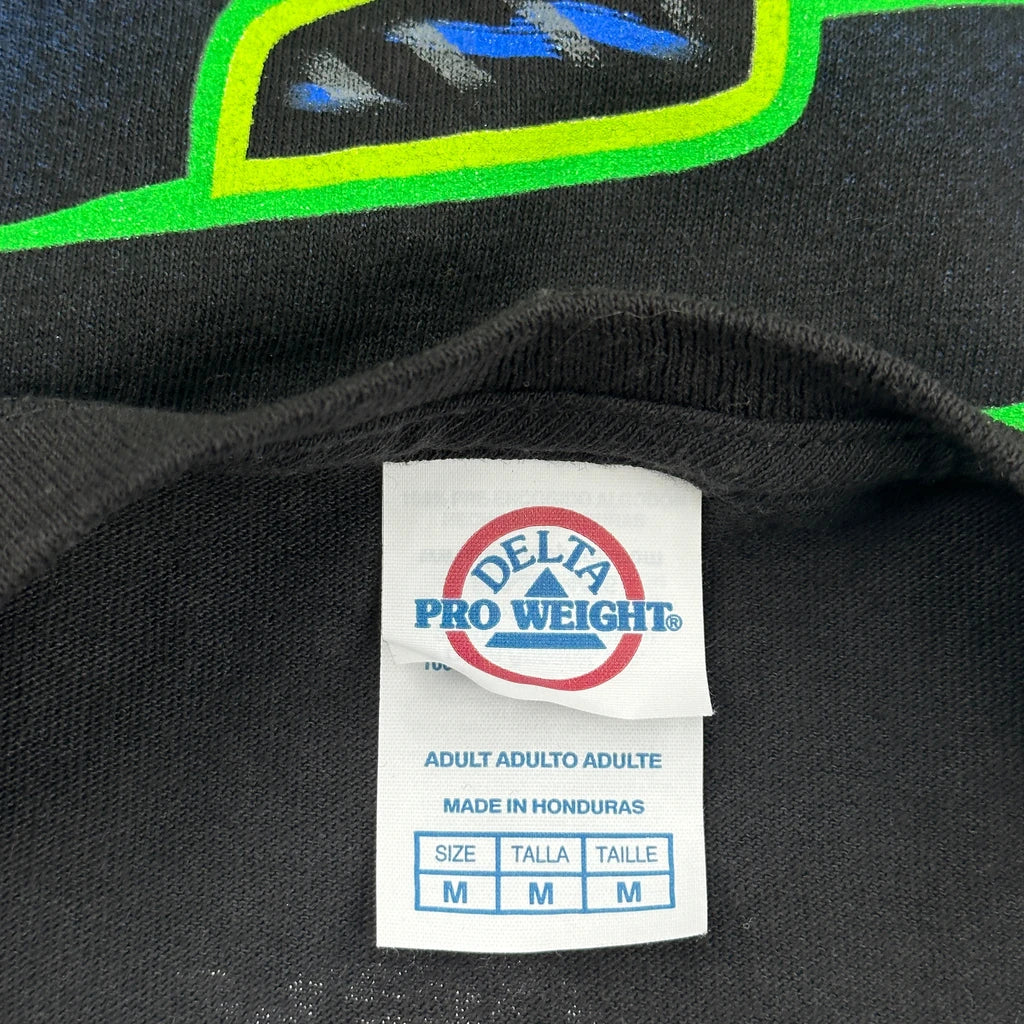 DELTA
PRO WEIGHT®
ADULT ADULTO ADULTE
MADE IN HONDURAS
SIZE TALLA TAILLE
M M M